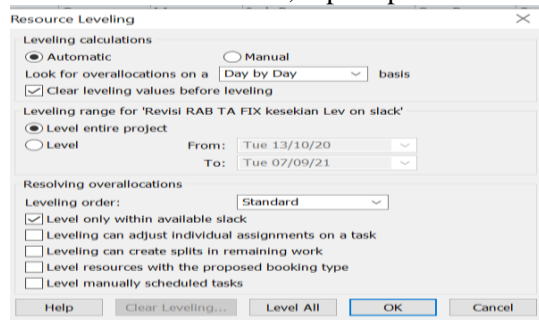 Resource Leveling
Leveling calculations
Automatic Manual
Look for overallocations on a Day by Day basis
Clear leveling values before leveling
Leveling range for 'Revisi RAB TA FIX kesekian Lev on slack'
Level entire project
Level From: Tue 13/10/20
To: Tue 07/09/21
Resolving overallocations
Leveling order: Standard
Level only within available slack
Leveling can adjust individual assignments on a task
Leveling can create splits in remaining work
Level resources with the proposed booking type
Level manually scheduled tasks
Help Clear Leveling... Level All OK Cancel